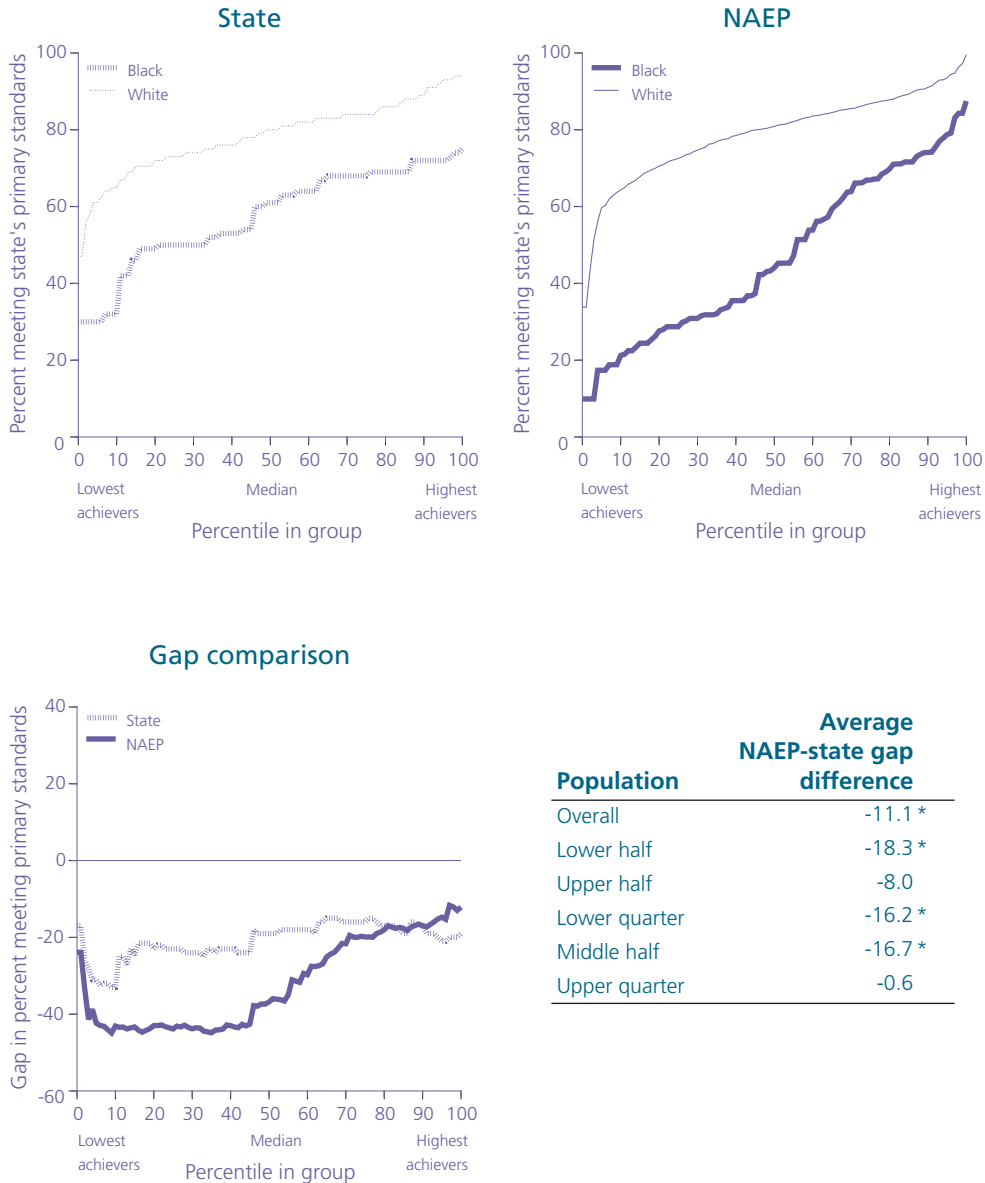 State
Percent meeting state's primary standards
100
80
60
40
20
0
Black
White
0 10 20 30 40 50 60 70 80 90 100
Lowest achievers
Median
Highest achievers
Percentile in group
NAEP
Percent meeting state's primary standards
100
80
60
40
20
0
Black
White
0 10 20 30 40 50 60 70 80 90 100
Lowest achievers
Median
Highest achievers
Percentile in group
Gap comparison
Gap in percent meeting primary standards
40
20
0
-20
-40
-60
State
NAEP
0 10 20 30 40 50 60 70 80 90 100
Lowest achievers
Median
Highest achievers
Percentile in group
Average
NAEP-state gap
Population difference
Overall -11.1 *
Lower half -18.3 *
Upper half -8.0
Lower quarter -16.2 *
Middle half -16.7 *
Upper quarter -0.6